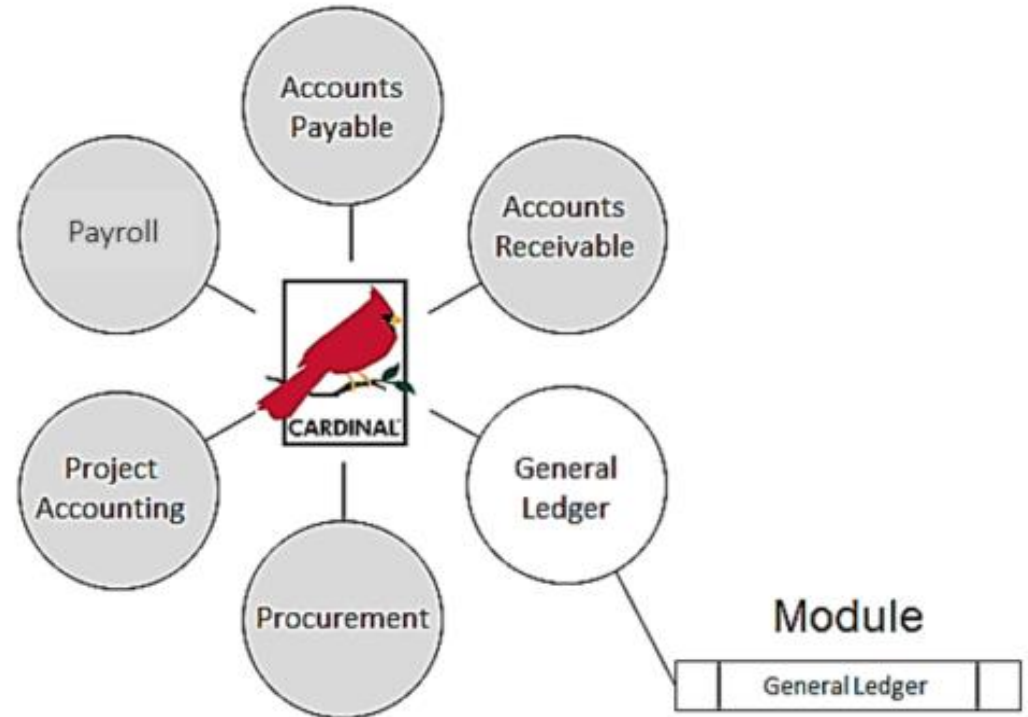 Accounts
Payable
Payroll
Accounts
Receivable
CARDINAL
Project
Accounting
General
Ledger
Procurement
Module
General Ledger